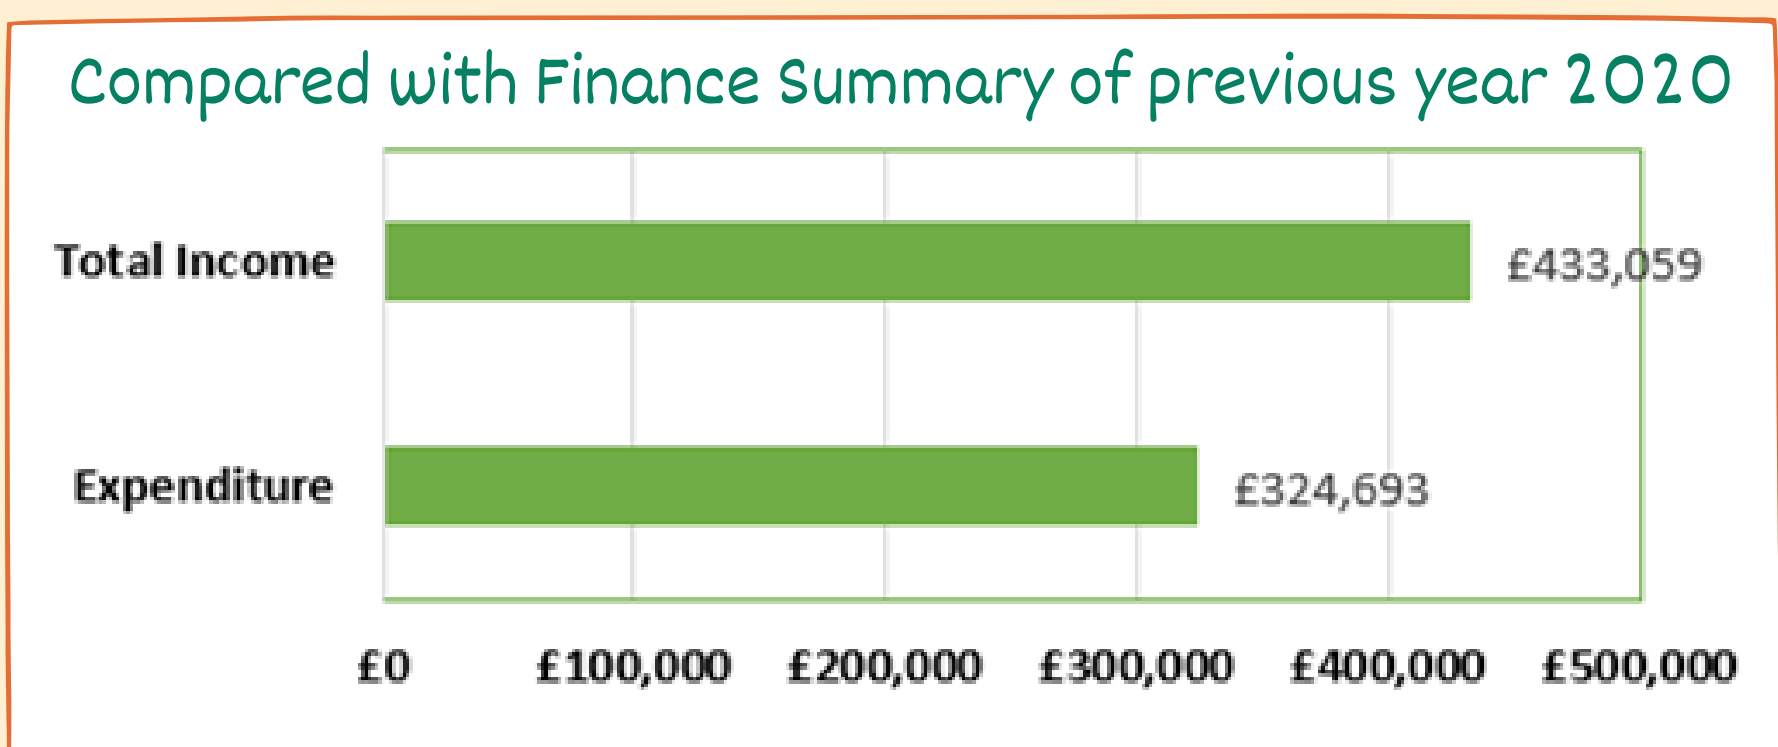 Compared with Finance Summary of previous year 2020
Total Income £433,059
Expenditure £324,693
£0 £100,000 £200,000 £300,000 £400,000 £500,000